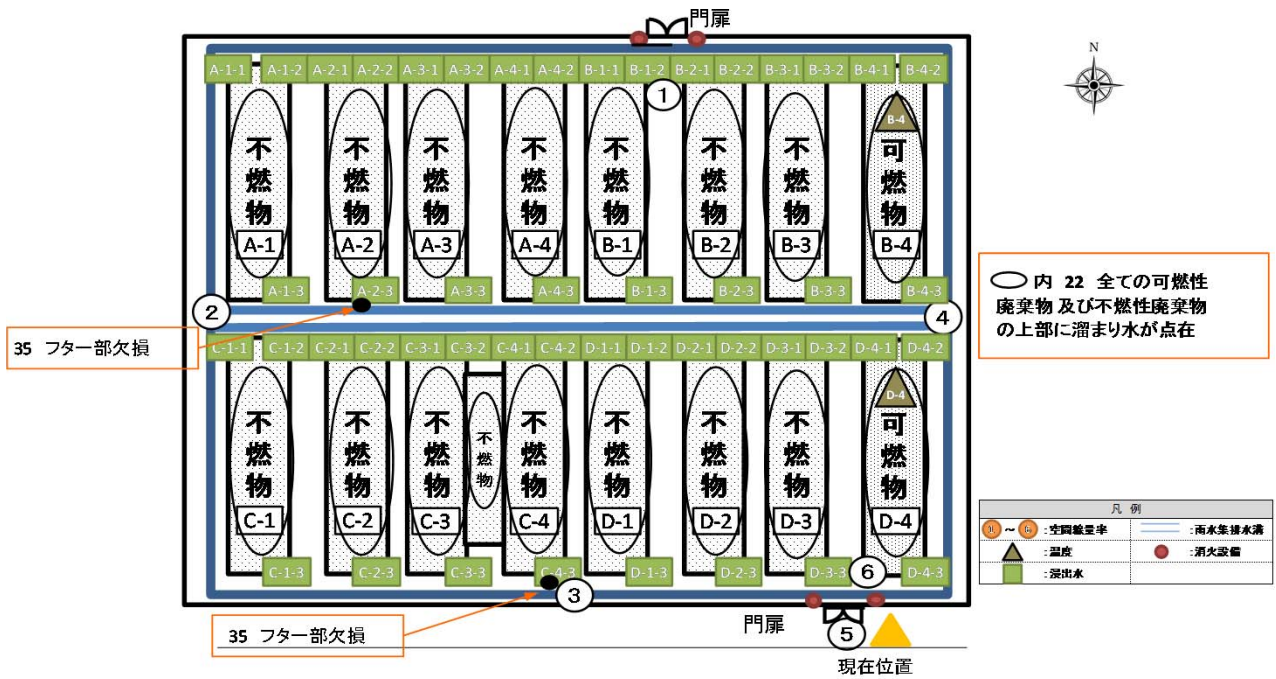 門扉
N
A-1-1 A-1-2 A-2-1 A-2-2 A-3-1 A-3-2 A-4-1 A-4-2 B-1-1 B-1-2 B-2-1 B-2-2 B-3-1 B-3-2 B-4-1 B-4-2
①
B-4
不燃物 不燃物 不燃物 不燃物 不燃物 不燃物 不燃物 可燃物
A-1 A-2 A-3 A-4 B-1 B-2 B-3 B-4
A-1-3 A-2-3 A-3-3 A-4-3 B-1-3 B-2-3 B-3-3 B-4-3
② ④
35 フター部欠損
内 22 全ての可燃性
廃棄物 及び不燃性廃棄物
の上部に溜まり水が点在
C-1-1 C-1-2 C-2-1 C-2-2 C-3-1 C-3-2 C-4-1 C-4-2 D-1-1 D-1-2 D-2-1 D-2-2 D-3-1 D-3-2 D-4-1 D-4-2
D-4
不燃物 不燃物 不燃物 不燃物 不燃物 不燃物 不燃物 不燃物 可燃物
C-1 C-2 C-3 C-4 D-1 D-2 D-3 D-4
C-1-3 C-2-3 C-3-3 C-4-3 D-1-3 D-2-3 D-3-3 D-4-3
③ ⑥
35 フター部欠損
門扉
⑤
現在位置
凡 例
~ :空間線量率 :雨水集排水溝
:温度 :消火設備
:浸出水